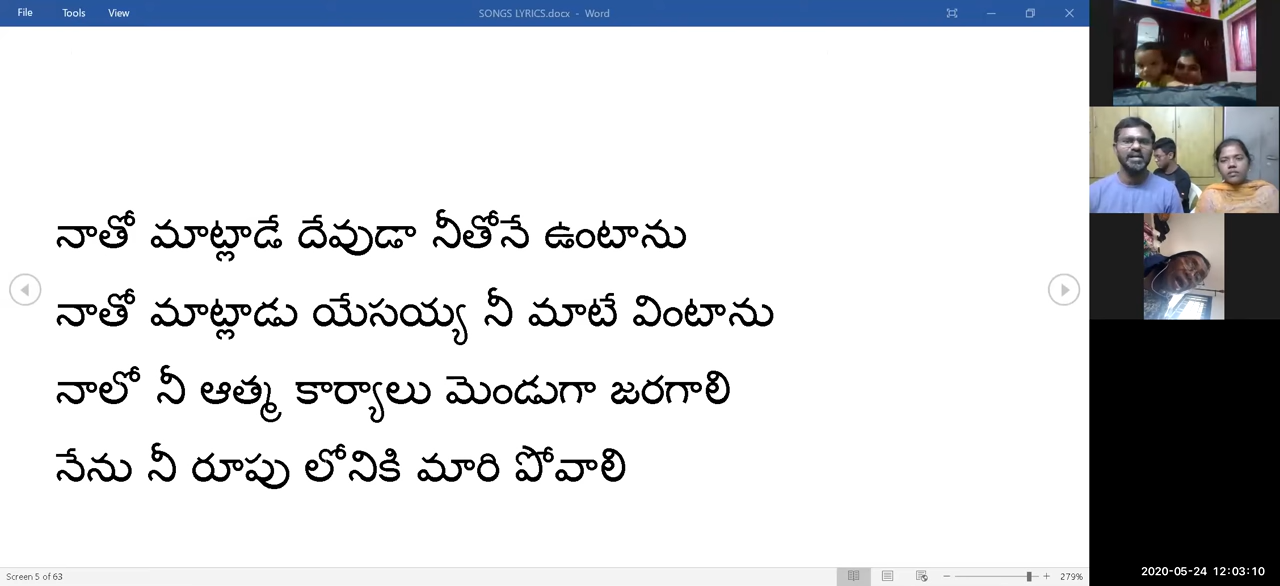 File Tools View SONGS LYRICS.docx - Word
నాతో మాట్లాడే దేవుడా నీతోనే ఉంటాను
నాతో మాట్లాడు యేసయ్య నీ మాటే వింటాను
నాలో నీ ఆత్మ కార్యాలు మెండుగా జరగాలి
నేను నీ రూపు లోనికి మారి పోవాలి
Screen 5 of 63 279%
2020-05-24 12:03:10